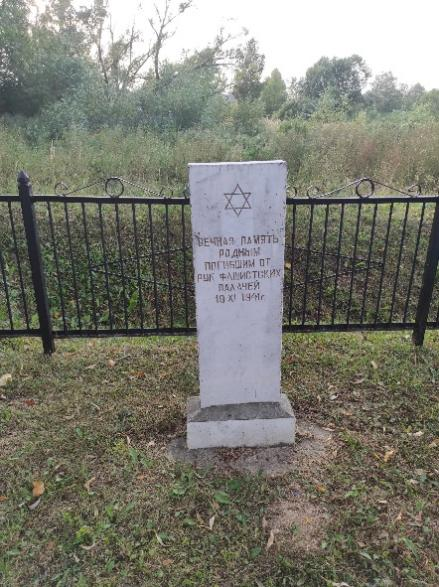 ВЕЧНАЯ ПАМЯТЬ
РОДНЫМ
ПОГИБШИМ ОТ
РУК ФАШИСТСКИХ
ПАЛАЧЕЙ
19 XI 1941г.